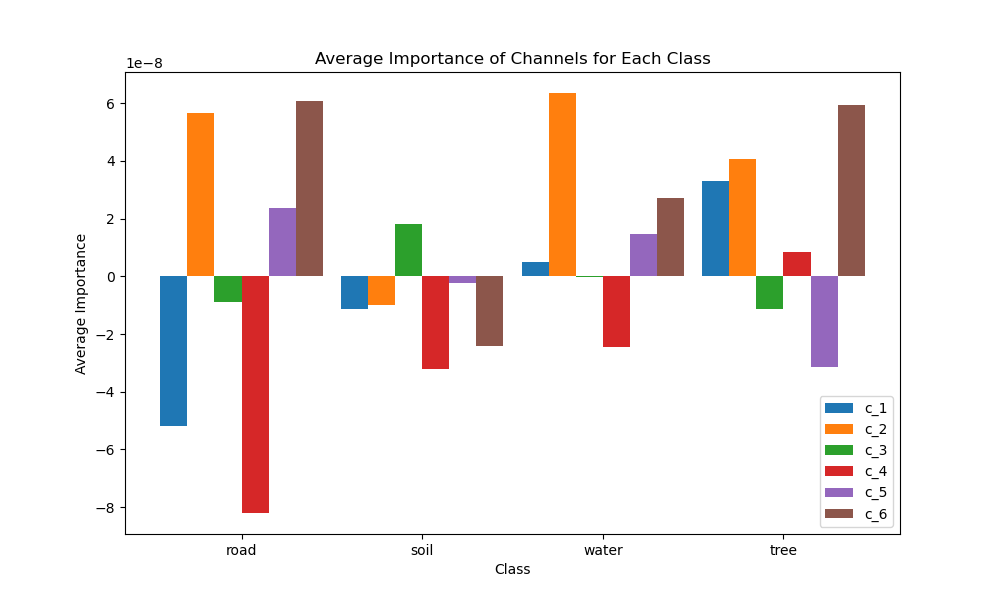 Average Importance of Channels for Each Class
1e−8
6
4
2
0
−2
−4
−6
−8
Average Importance
road
soil
water
tree
Class
c_1
c_2
c_3
c_4
c_5
c_6